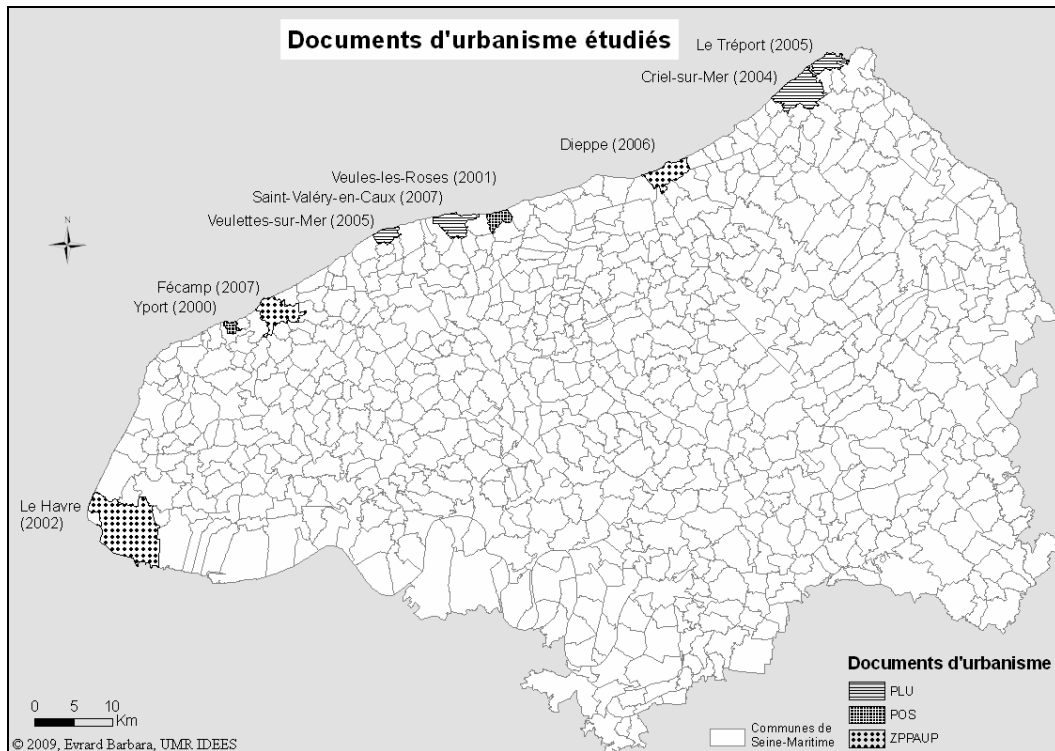 Documents d'urbanisme étudiés
Le Tréport (2005)
Criel-sur-Mer (2004)
Dieppe (2006)
Veules-les-Roses (2001)
Saint-Valéry-en-Caux (2007)
Veulettes-sur-Mer (2005)
N
Fécamp (2007)
Yport (2000)
Le Havre
(2002)
Documents d'urbanisme
PLU
POS
ZPPAUP
Communes de
Seine-Maritime
0 5 10
Km
© 2009, Evrard Barbara, UMR IDEES